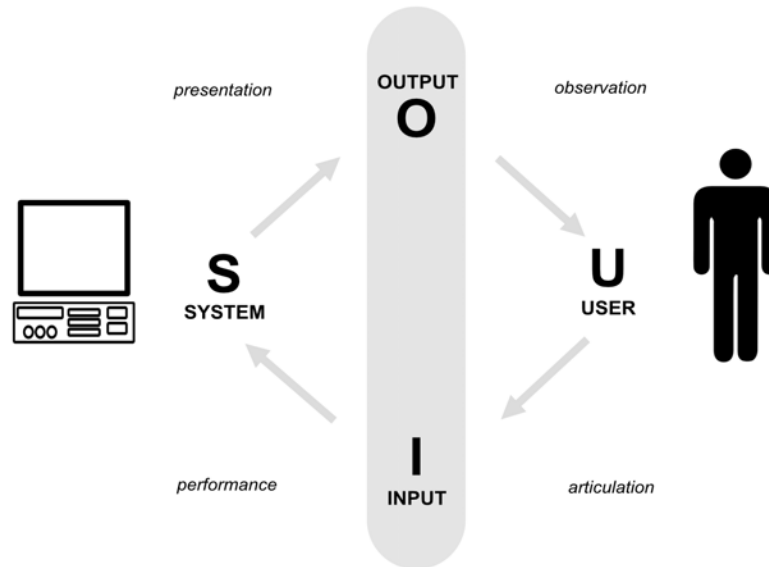 OUTPUT
O
presentation
observation
S
SYSTEM
U
USER
I
INPUT
performance
articulation